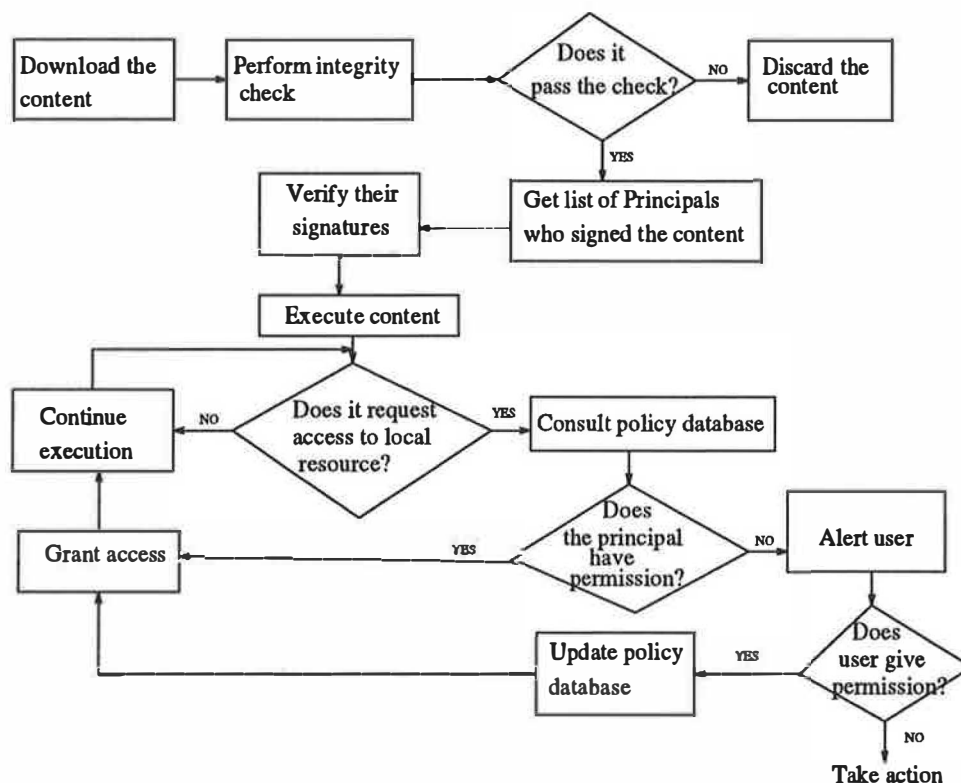 Download the
content
Perform integrity
check
Does it
pass the check?
NO
Discard the
content
YES
Get list of Principals
who signed the content
Verify their
signatures
Execute content
Does it request
access to local
resource?
NO
Continue
execution
YES
Consult policy database
Does
the principal
have
permission?
YES
Grant access
NO
Alert user
Does
user give
permission?
YES
Update policy
database
NO
Take action